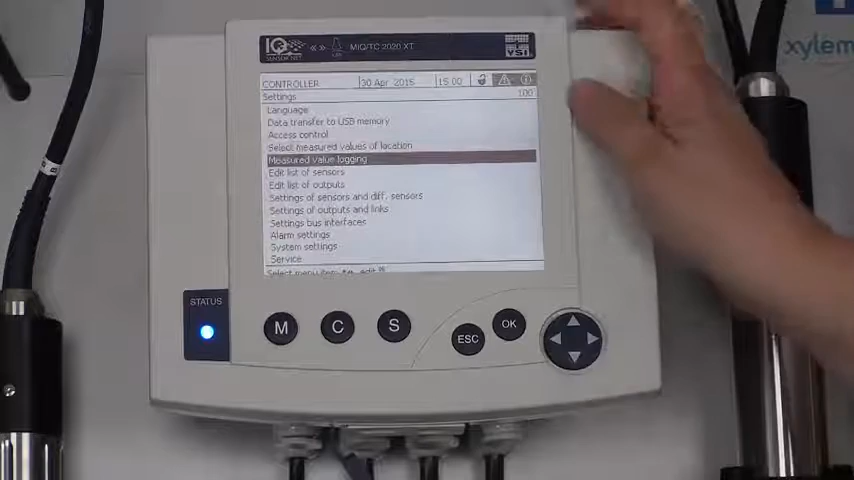 IQ
SENSOR NET
MIQ/TC 2020 XT
YSI
xylem
CONTROLLER
30 Apr 2015
15 00
Settings
100
Language
Data transfer to USB memory
Access control
Select measured values of location
Measured value logging
Edit list of sensors
Edit list of outputs
Settings of sensors and diff. sensors
Settings of outputs and links
Settings bus interfaces
Alarm settings
System settings
Service
Select menu item
STATUS
M
C
S
ESC
OK